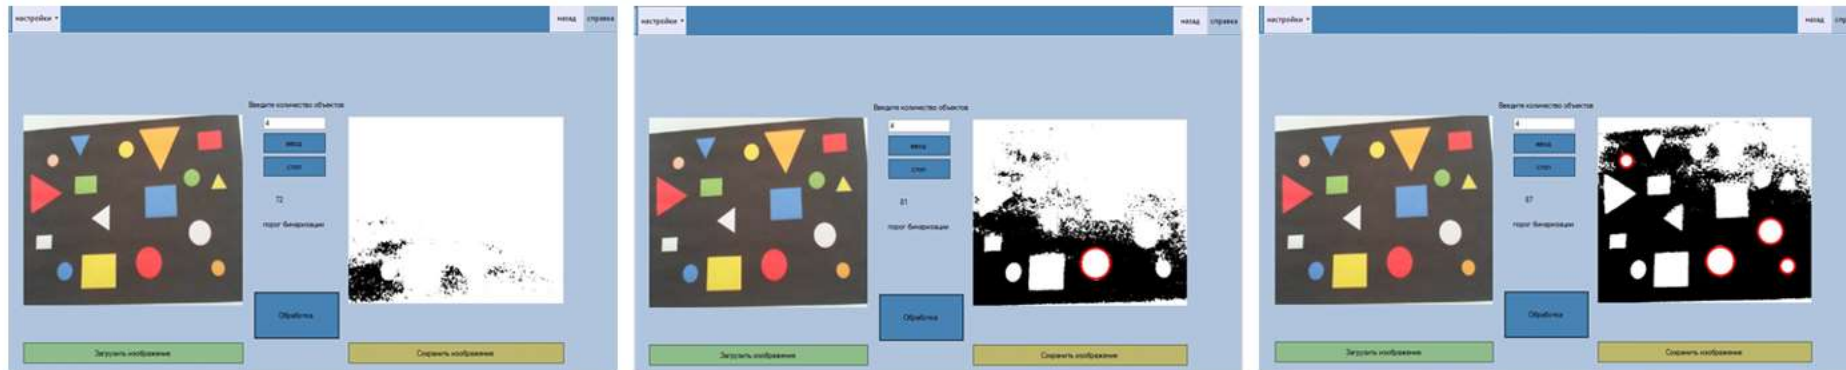 настройки
назад справка
Введите количество объектов
4
ввод
стоп
72
порог бинаризации
Обработка
Загрузить изображение
Сохранить изображение
настройки
назад справка
Введите количество объектов
4
ввод
стоп
81
порог бинаризации
Обработка
Загрузить изображение
Сохранить изображение
настройки
назад спр
Введите количество объектов
4
ввод
стоп
87
порог бинаризации
Обработка
Загрузить изображение
Сохранить изображение